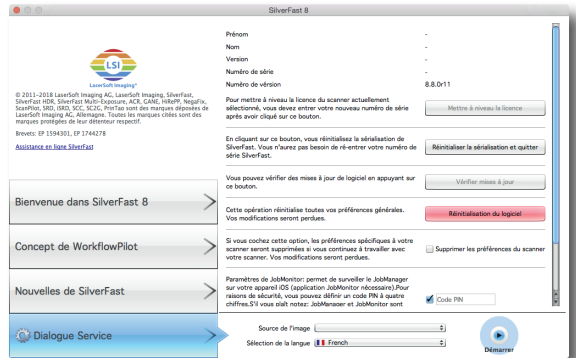 SilverFast 8
LSI
LaserSoft Imaging®
© 2011-2018 LaserSoft Imaging AG, LaserSoft Imaging, SilverFast,
SilverFast HDR, SilverFast Multi-Exposure, ACR, GANE, HiRePP, NegaFix,
ScanPilot, SRD, iSRD, SCC, SC2G, PrinTao sont des marques déposées de
LaserSoft Imaging AG, Allemagne. Toutes les marques citées sont des
marques protégées de leur détenteur respectif.
Brevets: EP 1594301, EP 1744278
Assistance en ligne SilverFast
Bienvenue dans SilverFast 8
Concept de WorkflowPilot
Nouvelles de SilverFast
Dialogue Service
Prénom -
Nom -
Version -
Numéro de série -
Numéro de vérsion 8.8.0r11
Pour mettre à niveau la licence du scanner actuellement
sélectionné, vous devez entrer votre nouveau numéro de série
après avoir cliqué sur ce bouton.
Mettre à niveau la licence
En cliquant sur ce bouton, vous réinitialisez la sérialisation de
SilverFast. Vous n'aurez pas besoin de ré-entrer votre numéro de
série SilverFast.
Réinitialiser la sérialisation et quitter
Vous pouvez vérifier des mises à jour de logiciel en appuyant sur
ce bouton.
Vérifier mises à jour
Cette opération réinitialise toutes vos préférences générales.
Vos modifications seront perdues.
Réinitialisation du logiciel
Si vous cochez cette option, les préférences spécifiques à votre
scanner seront supprimées si vous continuez à travailler avec
votre scanner. Vos modifications seront perdues.
Supprimer les préférences du scanner
Paramètres de JobMonitor: permet de surveiller le JobManager
sur votre appareil iOS (application JobMonitor nécessaire).Pour
raisons de sécurité, vous pouvez définir un code PIN à quatre
chiffres.S'il vous plaît notez: JobManager et JobMonitor sont
Code PIN
Source de l'image
Sélection de la langue French
Démarrer